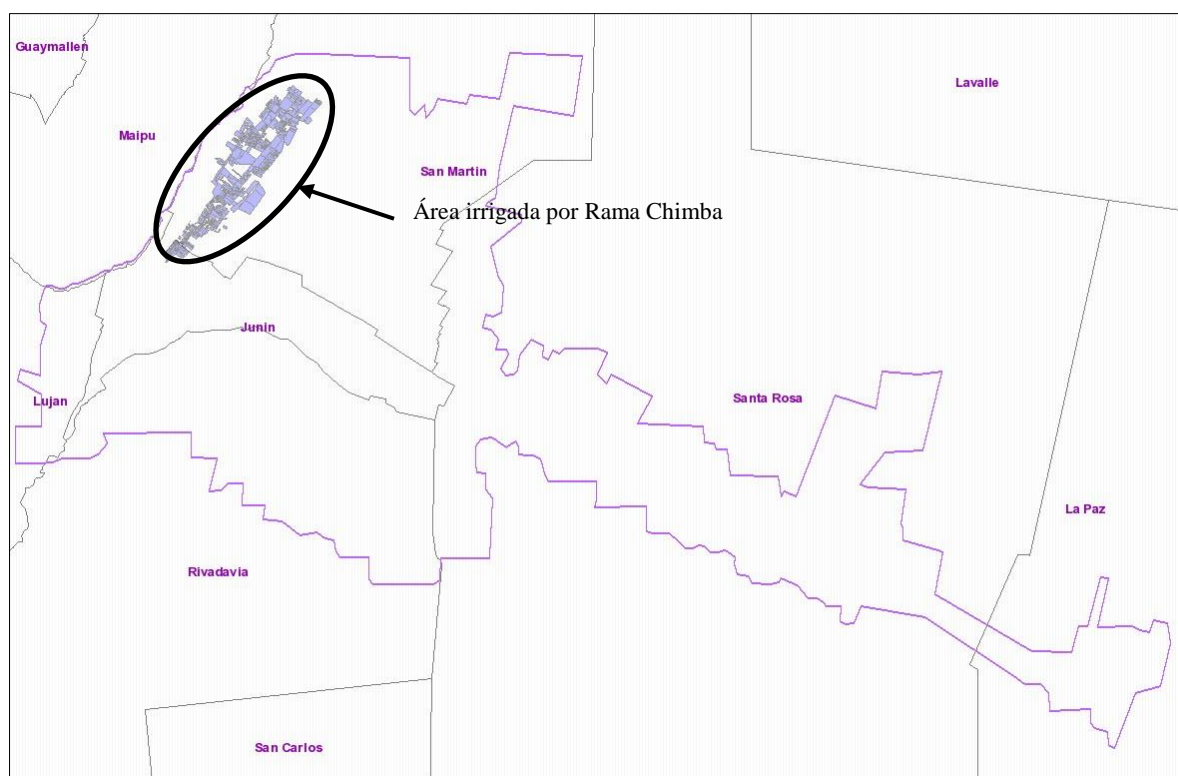 Guaymallen
Lavalle
Maipu
San Martin
Área irrigada por Rama Chimba
Junin
Lujan
Santa Rosa
La Paz
Rivadavia
San Carlos